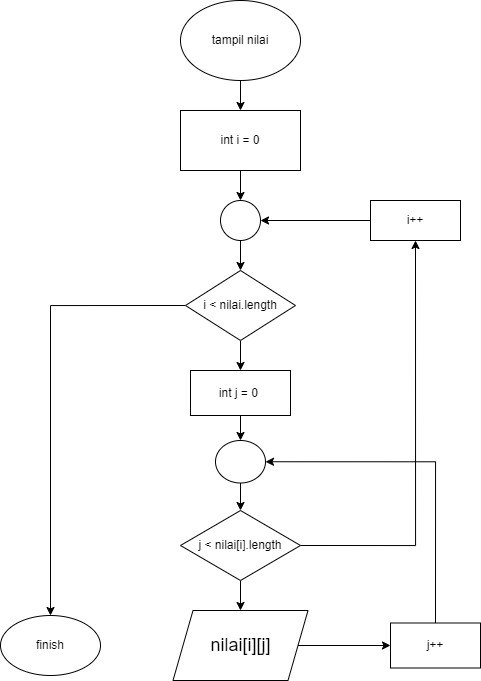 tampil nilai
int i = 0
i++
i < nilai.length
int j = 0
j < nilai[i].length
finish
nilai[i][j]
j++